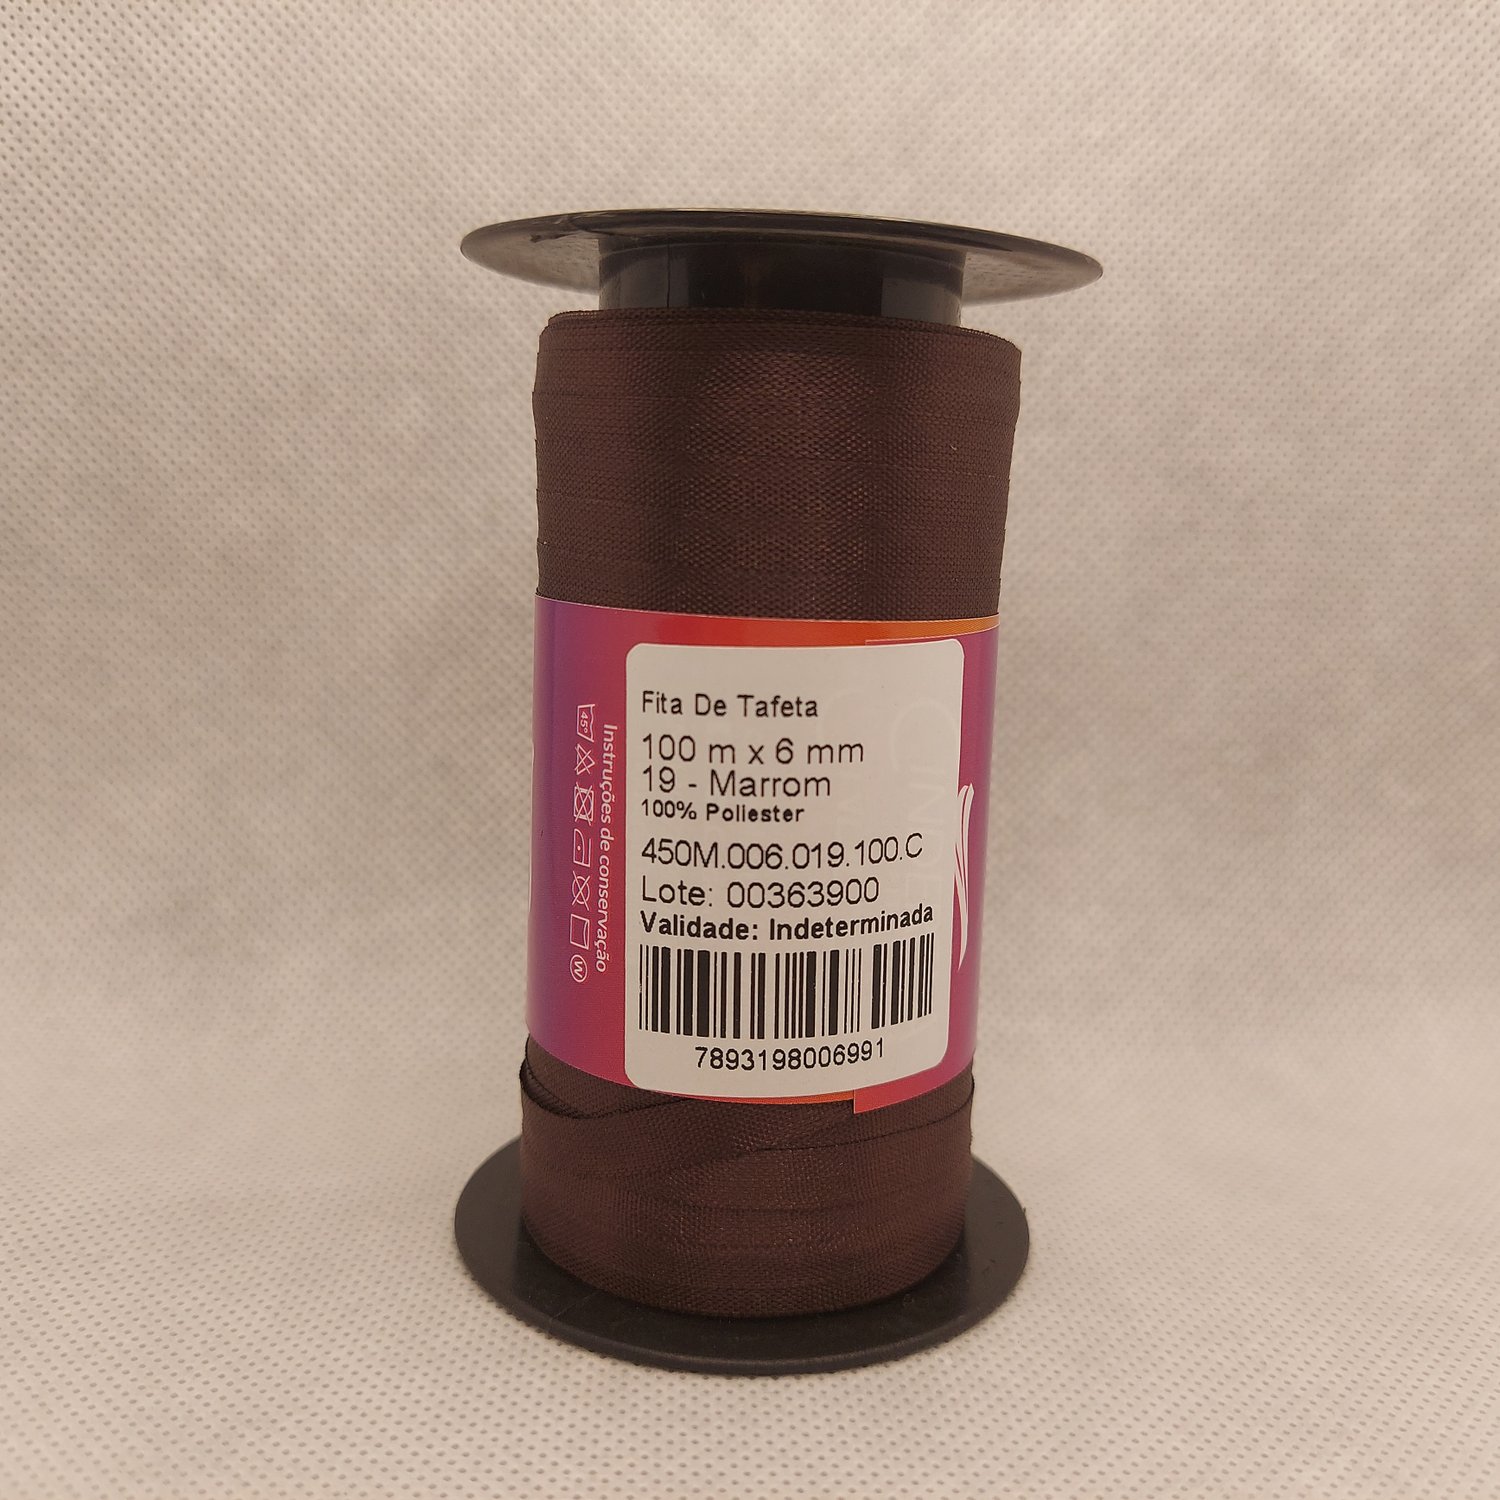 Fita De Tafeta
100 m x 6 mm
19 - Marrom
100% Poliester
450M.006.019.100.C
Lote: 00363900
Validade: Indeterminada
7893198006991
Instruções de conservação
45°
W